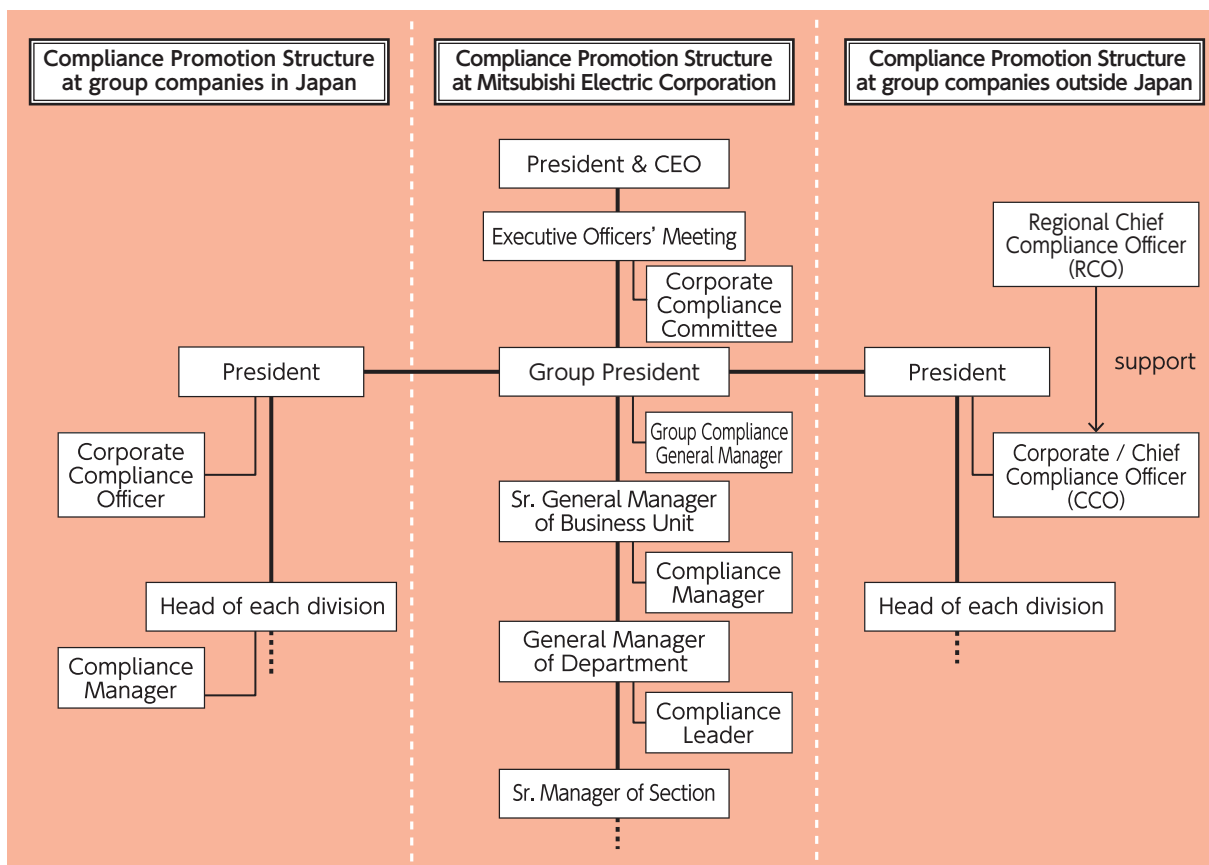 Compliance Promotion Structure
at group companies in Japan
Compliance Promotion Structure
at Mitsubishi Electric Corporation
Compliance Promotion Structure
at group companies outside Japan
President
Corporate
Compliance
Officer
Head of each division
Compliance
Manager
President & CEO
Executive Officers’ Meeting
Corporate
Compliance
Committee
Group President
Group Compliance
General Manager
Sr. General Manager
of Business Unit
Compliance
Manager
General Manager
of Department
Compliance
Leader
Sr. Manager of Section
Regional Chief
Compliance Officer
(RCO)
support
President
Corporate / Chief
Compliance Officer
(CCO)
Head of each division